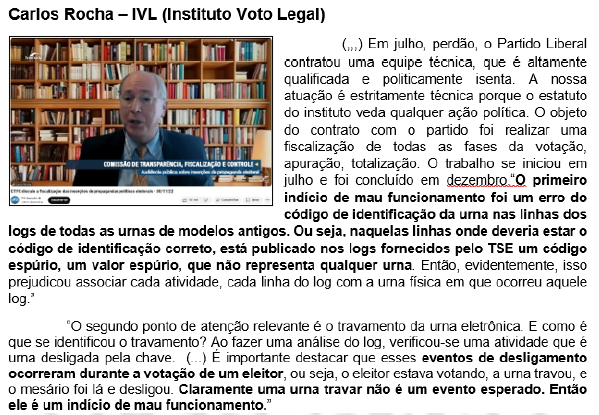 Carlos Rocha – IVL (Instituto Voto Legal)
(,,,) Em julho, perdão, o Partido Liberal
contratou uma equipe técnica, que é altamente
qualificada e politicamente isenta. A nossa
atuação é estritamente técnica porque o estatuto
do instituto veda qualquer ação política. O objeto
do contrato com o partido foi realizar uma
fiscalização de todas as fases da votação,
apuração, totalização. O trabalho se iniciou em
julho e foi concluído em dezembro.“O primeiro
indício de mau funcionamento foi um erro do
código de identificação da urna nas linhas dos
COMISSÃO DE TRANSPARÊNCIA, FISCALIZAÇÃO E CONTROLE
Audiência pública sobre inserções de propaganda eleitoral
logs de todas as urnas de modelos antigos. Ou seja, naquelas linhas onde deveria estar o
código de identificação correto, está publicado nos logs fornecidos pelo TSE um código
espúrio, um valor espúrio, que não representa qualquer urna. Então, evidentemente, isso
prejudicou associar cada atividade, cada linha do log com a urna física em que ocorreu aquele
log.”
“O segundo ponto de atenção relevante é o travamento da urna eletrônica. E como é
que se identificou o travamento? Ao fazer uma análise do log, verificou-se uma atividade que é
urna desligada pela chave. (...) É importante destacar que esses eventos de desligamento
ocorreram durante a votação de um eleitor, ou seja, o eleitor estava votando, a urna travou, e
o mesário foi lá e desligou. Claramente uma urna travar não é um evento esperado. Então
ele é um indício de mau funcionamento.”